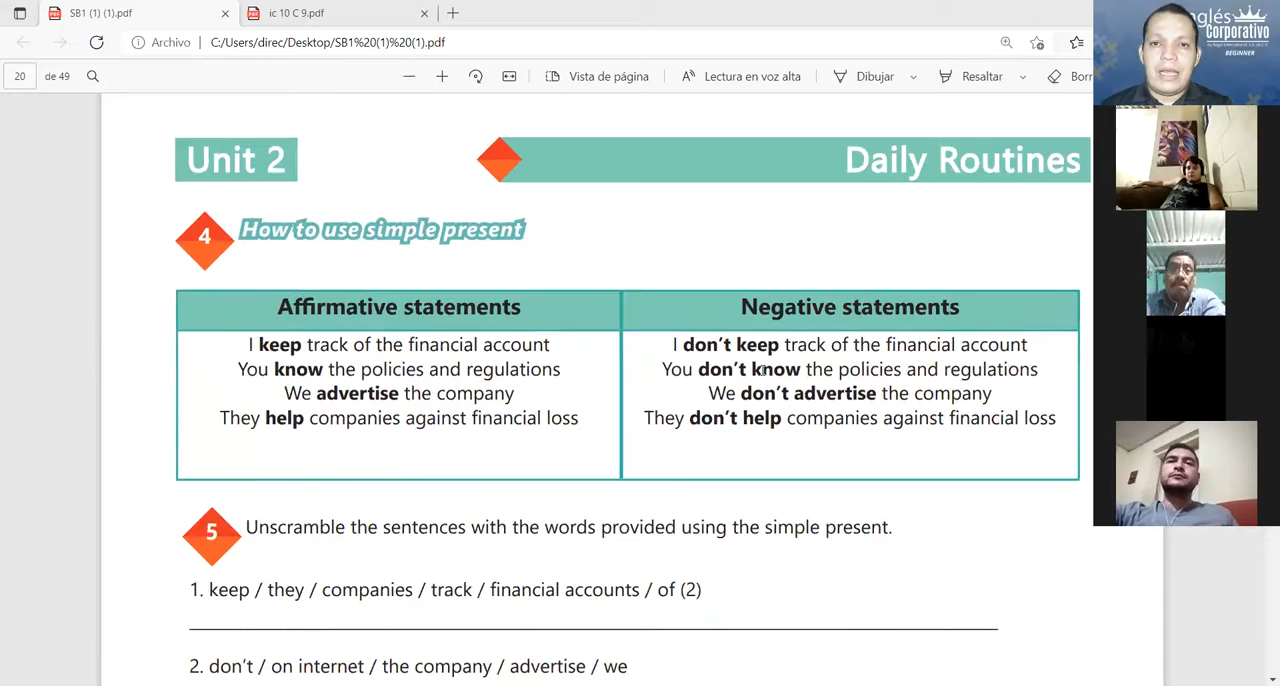 SB1 (1) (1).pdf
ic 10 C 9.pdf
Archivo
C:/Users/direc/Desktop/SB1%20(1)%20(1).pdf
20
de 49
Vista de página
Lectura en voz alta
Dibujar
Resaltar
Borr
nglés
Corporativo
BEGINNER
Unit 2
Daily Routines
4
How to use simple present
Affirmative statements
I keep track of the financial account
You know the policies and regulations
We advertise the company
They help companies against financial loss
Negative statements
I don't keep track of the financial account
You don't know the policies and regulations
We don't advertise the company
They don't help companies against financial loss
5
Unscramble the sentences with the words provided using the simple present.
1. keep / they / companies / track / financial accounts / of (2)
2. don't / on internet / the company / advertise / we